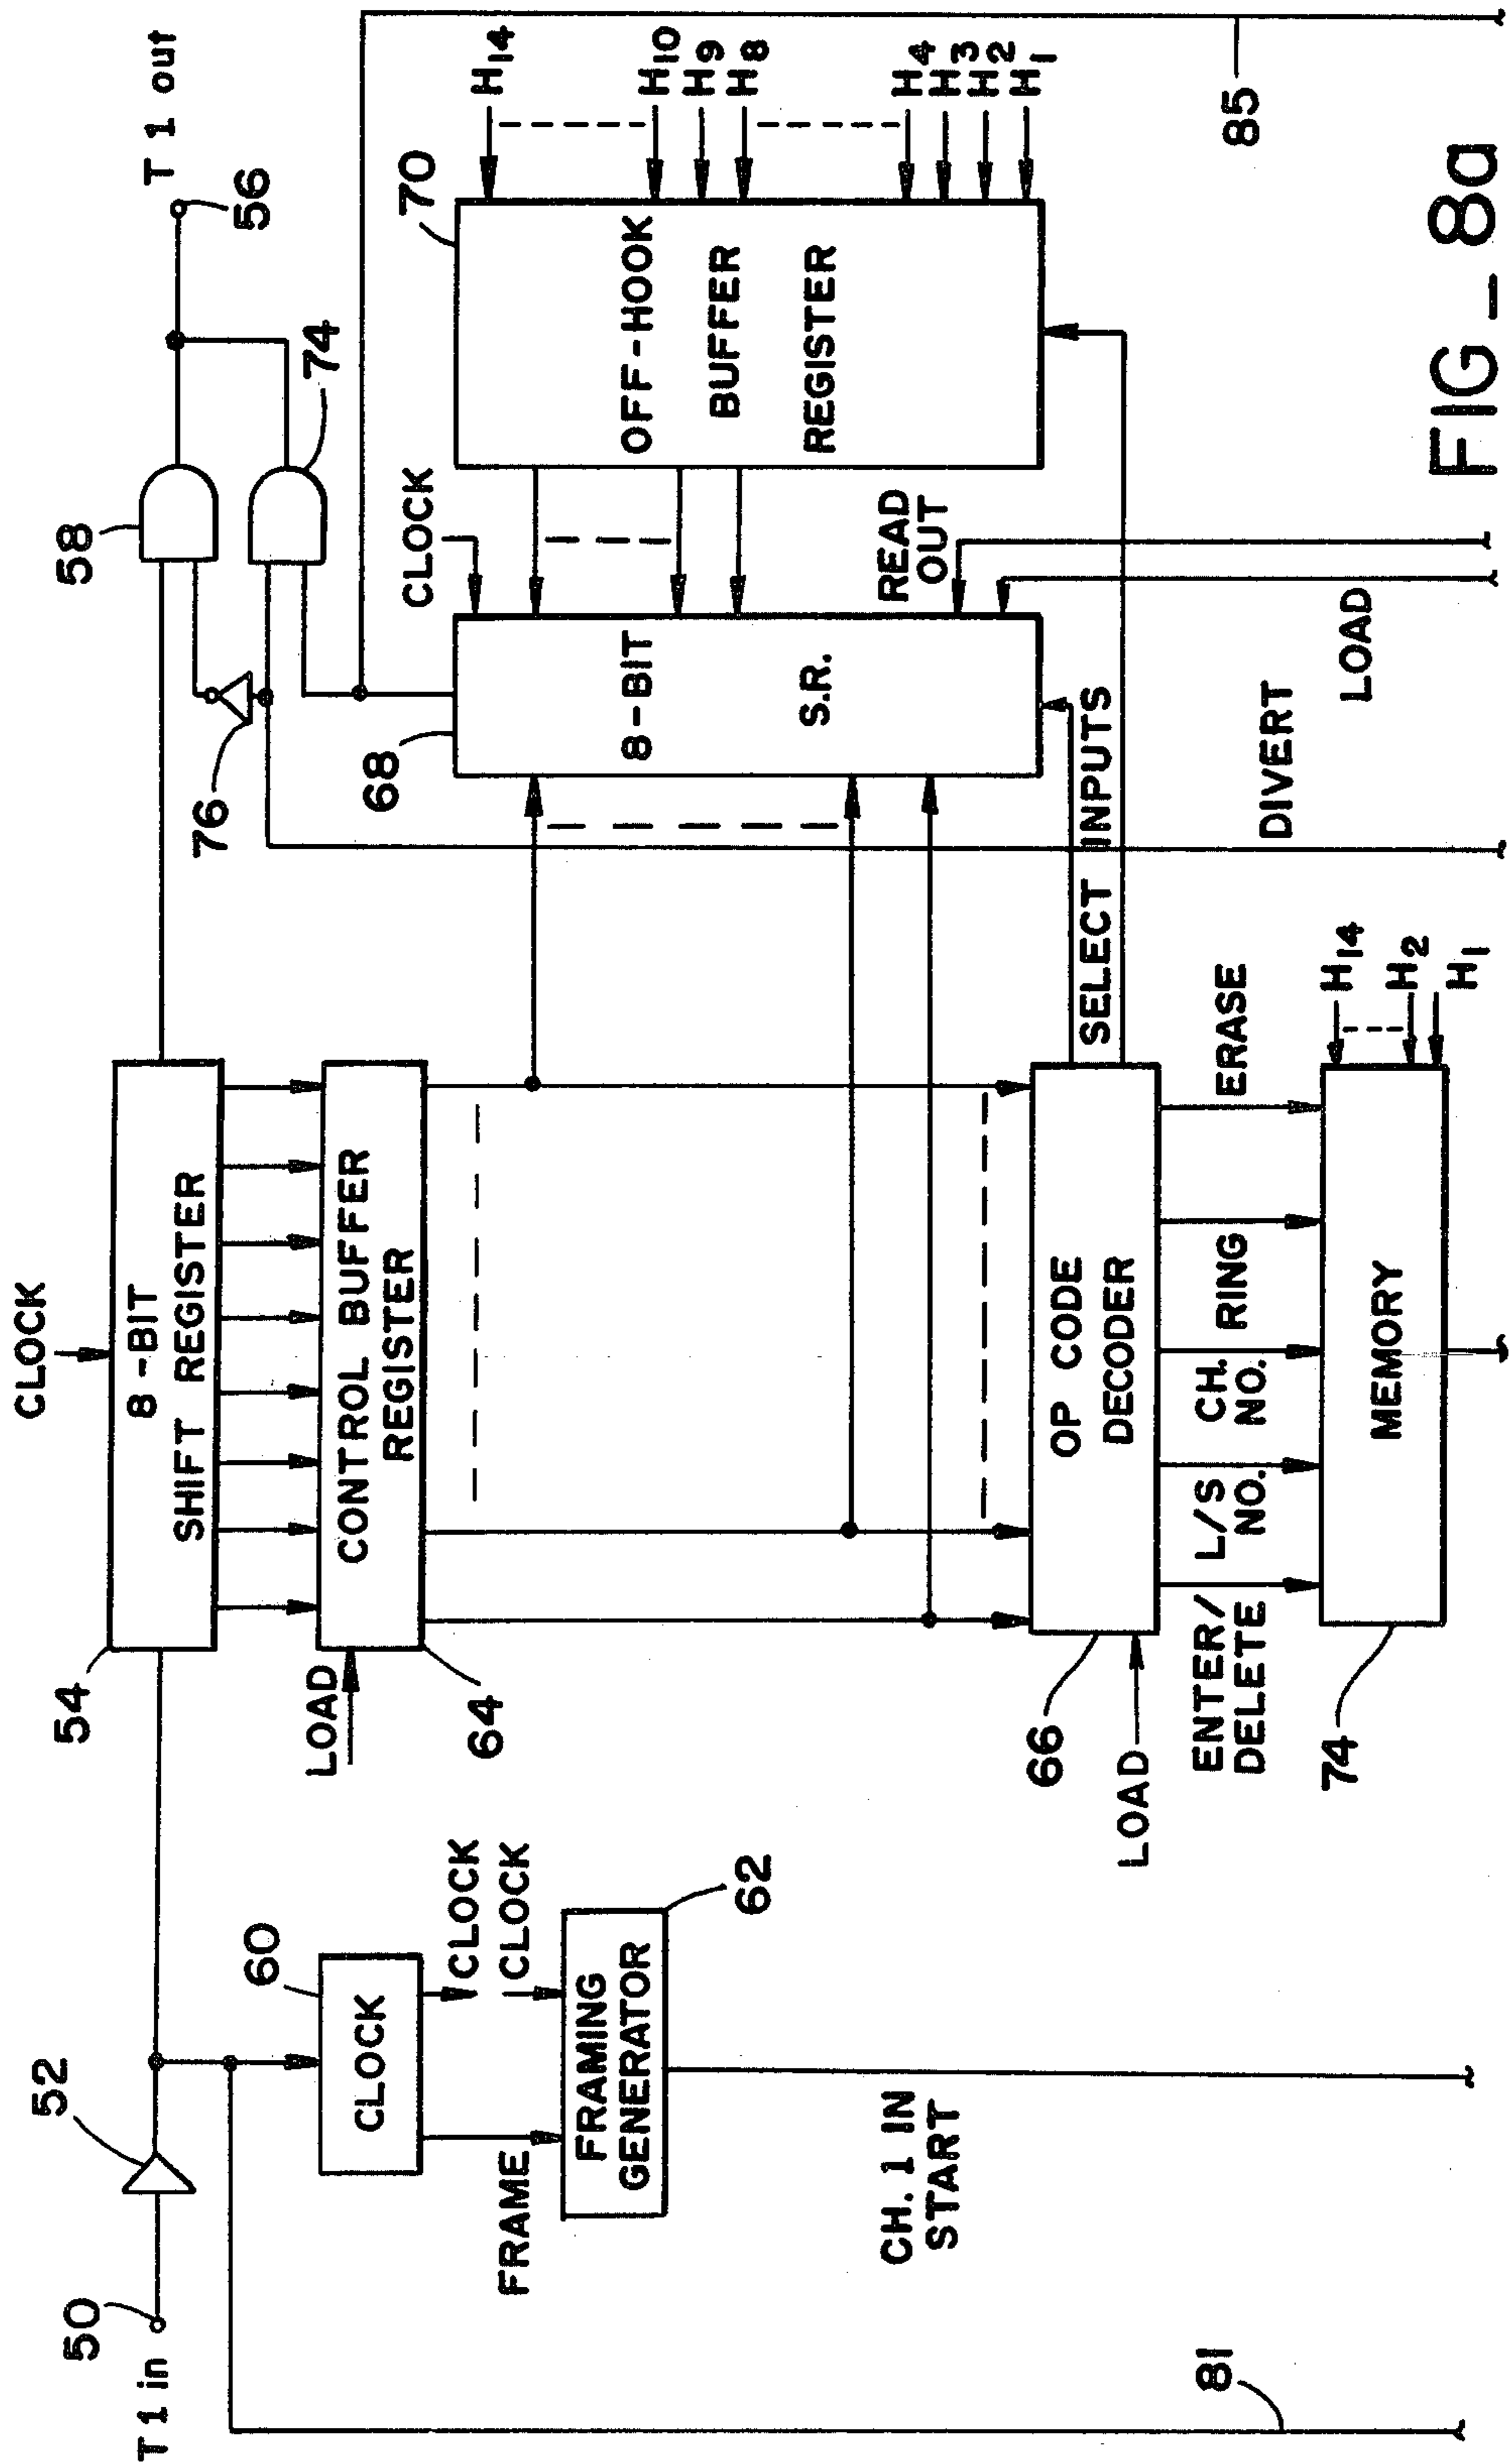 T 1 in
50
52
81
60
CLOCK
CLOCK
FRAME
CLOCK
FRAMING
GENERATOR
62
CH. 1 IN
START
CLOCK
54
8-BIT
SHIFT REGISTER
LOAD
CONTROL BUFFER
REGISTER
64
66
LOAD
OP CODE
DECODER
SELECT INPUTS
ENTER/
DELETE
L/S
NO.
CH.
NO.
RING
ERASE
74
MEMORY
H14
H2
H1
58
T 1 out
56
74
76
68
CLOCK
8-BIT
S.R.
READ
OUT
DIVERT
LOAD
70
OFF-HOOK
BUFFER
REGISTER
H14
H10
H9
H8
H4
H3
H2
H1
85
FIG_8a